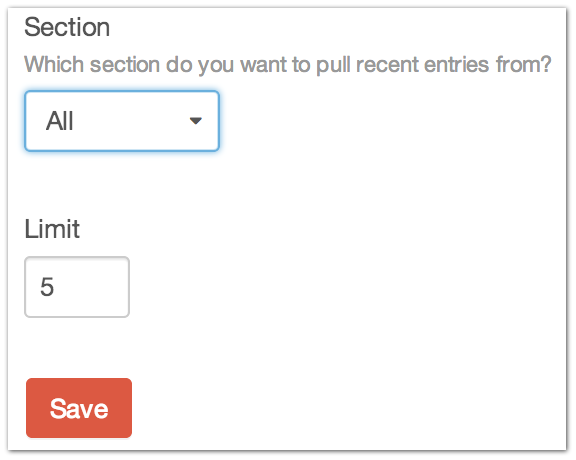 Section
Which section do you want to pull recent entries from?
All
Limit
5
Save